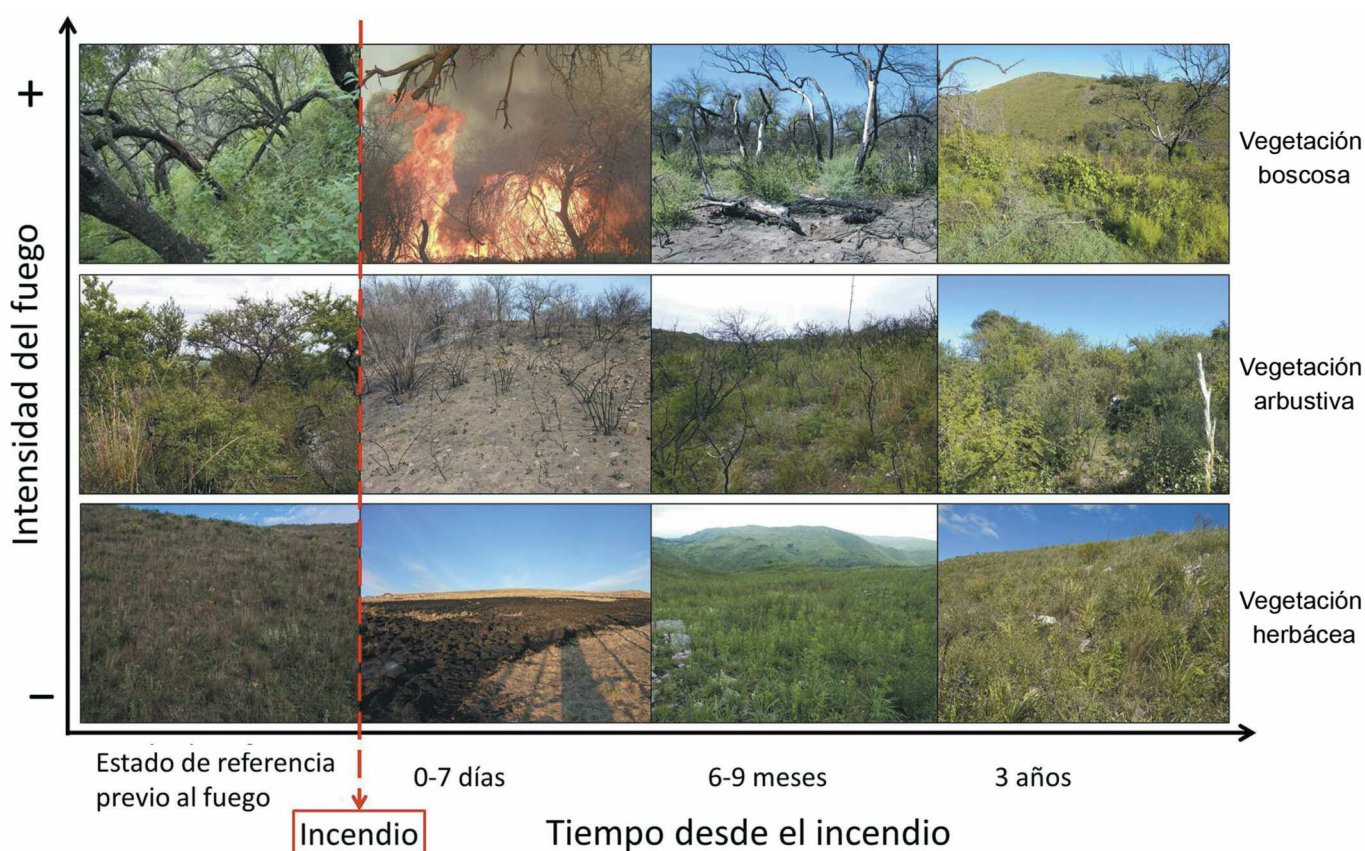 +
Intensidad del fuego
−
Vegetación
boscosa
Vegetación
arbustiva
Vegetación
herbácea
Estado de referencia
previo al fuego
0-7 días
6-9 meses
3 años
Incendio
Tiempo desde el incendio